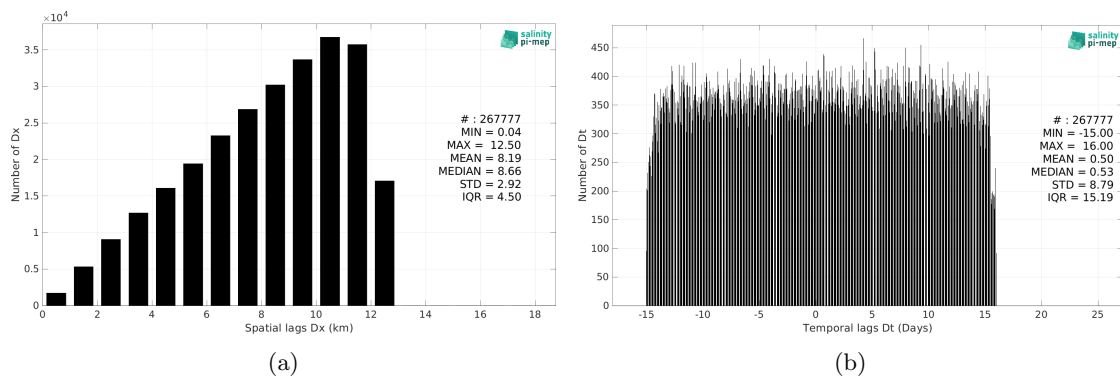 ×10⁴
Number of Dx
3.5
3
2.5
2
1.5
1
0.5
0
0 2 4 6 8 10 12 14 16 18
Spatial lags Dx (km)
salinity
pi-mep
# : 267777
MIN = 0.04
MAX = 12.50
MEAN = 8.19
MEDIAN = 8.66
STD = 2.92
IQR = 4.50
(a)
Number of Dt
450
400
350
300
250
200
150
100
50
0
-15 -10 -5 0 5 10 15 20 25
Temporal lags Dt (Days)
salinity
pi-mep
# : 267777
MIN = -15.00
MAX = 16.00
MEAN = 0.50
MEDIAN = 0.53
STD = 8.79
IQR = 15.19
(b)